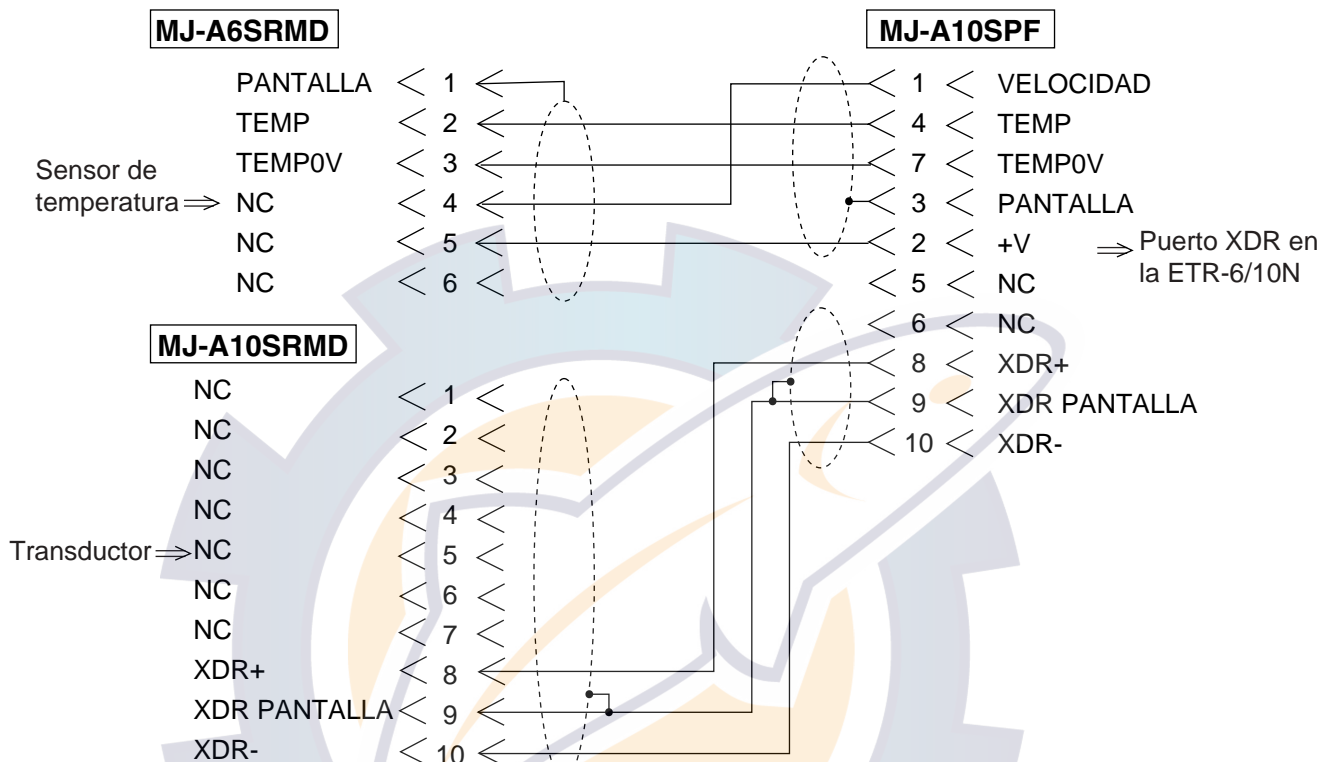 MJ-A6SRMD
PANTALLA < 1 <
TEMP < 2 <
TEMP0V < 3 <
Sensor de
temperatura ⇒ NC < 4 <
NC < 5 <
NC < 6 <
MJ-A10SPF
< 1 < VELOCIDAD
< 4 < TEMP
< 7 < TEMP0V
< 3 < PANTALLA
< 2 < +V
< 5 < NC
< 6 < NC
< 8 < XDR+
< 9 < XDR PANTALLA
< 10 < XDR-
⇒ Puerto XDR en
la ETR-6/10N
MJ-A10SRMD
NC < 1 <
NC < 2 <
NC < 3 <
NC < 4 <
Transductor ⇒ NC < 5 <
NC < 6 <
NC < 7 <
XDR+ < 8 <
XDR PANTALLA < 9 <
XDR- < 10 <